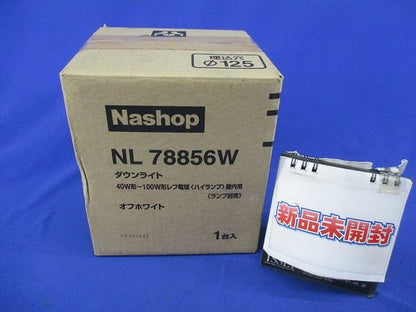 埋込穴
φ125
Nashop
NL 78856W
ダウンライト
40W形~100W形レフ電球〈ハイランプ〉屋内用
(ランプ別売)
オフホワイト
1台入
新品未開封